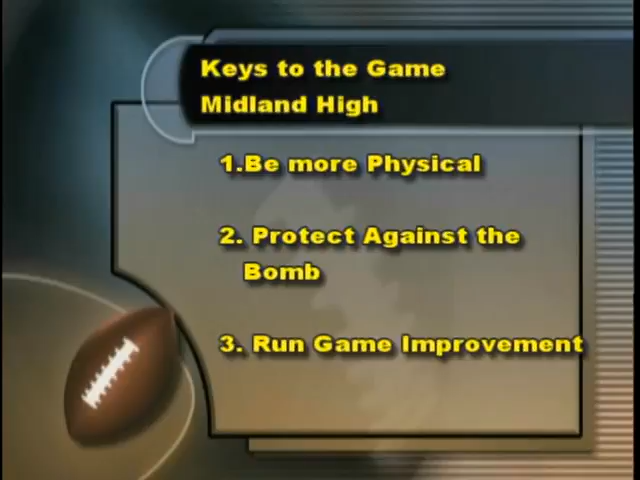 Keys to the Game
Midland High
1.Be more Physical
2. Protect Against the
Bomb
3. Run Game Improvement